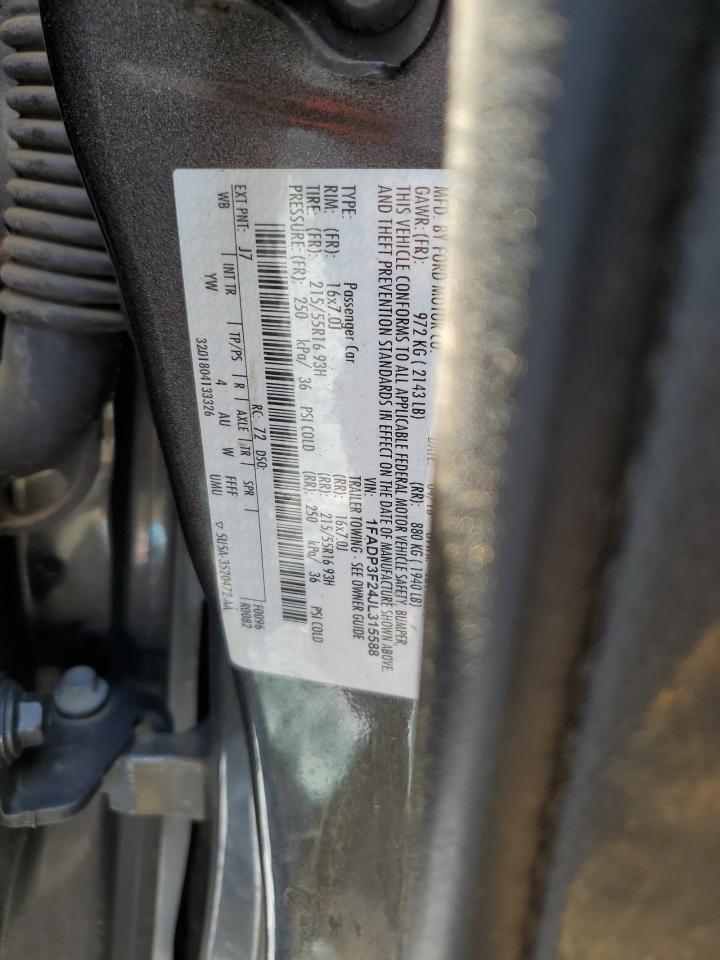 MFD. BY FORD MOTOR CO.
GAWR: (FR): 972 KG ( 2143 LB) (RR): 880 KG ( 1940 LB)
THIS VEHICLE CONFORMS TO ALL APPLICABLE FEDERAL MOTOR VEHICLE SAFETY, BUMPER,
AND THEFT PREVENTION STANDARDS IN EFFECT ON THE DATE OF MANUFACTURE SHOWN ABOVE.
VIN: 1FADP3F24JL315588
TYPE: Passenger Car TRAILER TOWING - SEE OWNER GUIDE
RIM: (FR): 16x7.0J (RR): 16x7.0J
TIRE: (FR): 215/55R16 93H (RR): 215/55R16 93H
PRESSURE: (FR): 250 kPa/ 36 PSI COLD (RR): 250 kPa/ 36 PSI COLD
RC: 72 DSO: F0096
EXT PNT: J7 R0082
INT TR TP/PS R AXLE TR SPR
WB YW 4 AU W FFFF UMU
3201804133326 ▽ 5U5A-3520472-AA